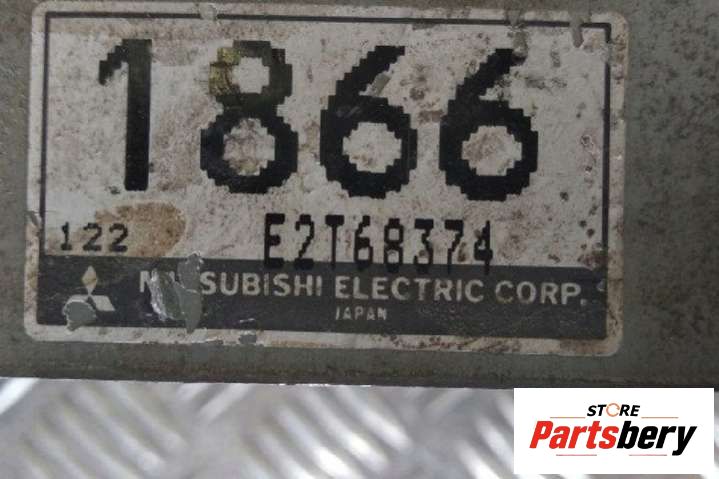 1866
122 E2T68374
MITSUBISHI ELECTRIC CORP.
JAPAN
STORE
Partsbery